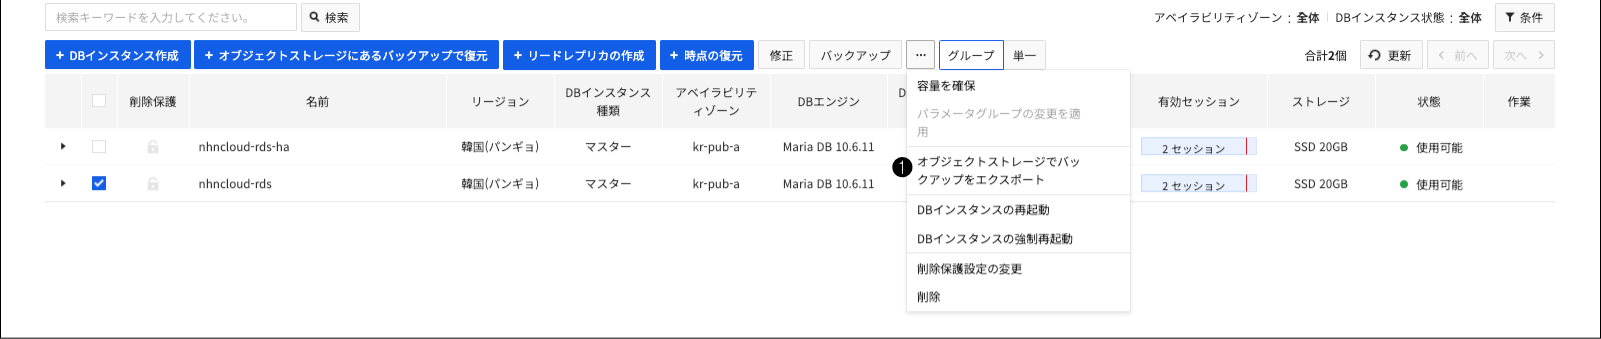 検索キーワードを入力してください。 検索 アベイラビリティゾーン : 全体 DBインスタンス状態 : 全体 条件
+ DBインスタンス作成 + オブジェクトストレージにあるバックアップで復元 + リードレプリカの作成 + 時点の復元 修正 バックアップ ... グループ 単一 合計2個 更新 < 前へ 次へ >
削除保護 名前 リージョン DBインスタンス種類 アベイラビリティゾーン DBエンジン D 有効セッション ストレージ 状態 作業
nhncloud-rds-ha 韓国(パンギョ) マスター kr-pub-a Maria DB 10.6.11 2 セッション SSD 20GB 使用可能
nhncloud-rds 韓国(パンギョ) マスター kr-pub-a Maria DB 10.6.11 2 セッション SSD 20GB 使用可能
容量を確保
パラメータグループの変更を適
用
1
オブジェクトストレージでバッ
クアップをエクスポート
DBインスタンスの再起動
DBインスタンスの強制再起動
削除保護設定の変更
削除